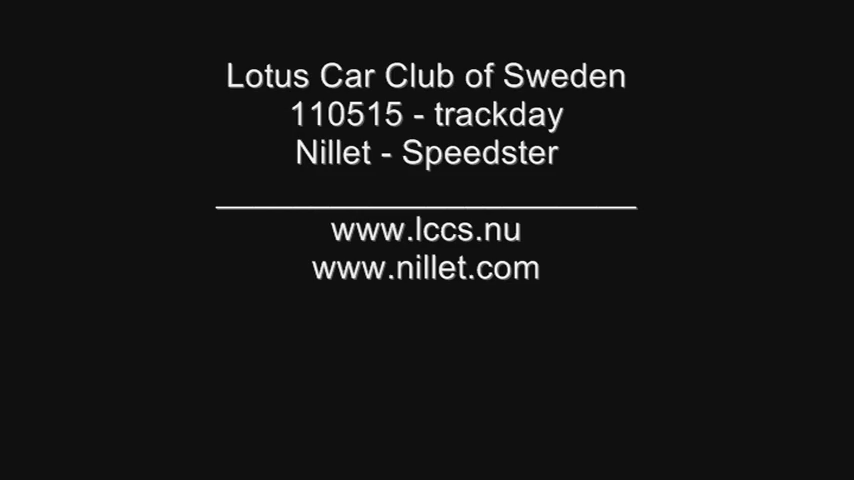 Lotus Car Club of Sweden
110515 - trackday
Nillet - Speedster
www.lccs.nu
www.nillet.com